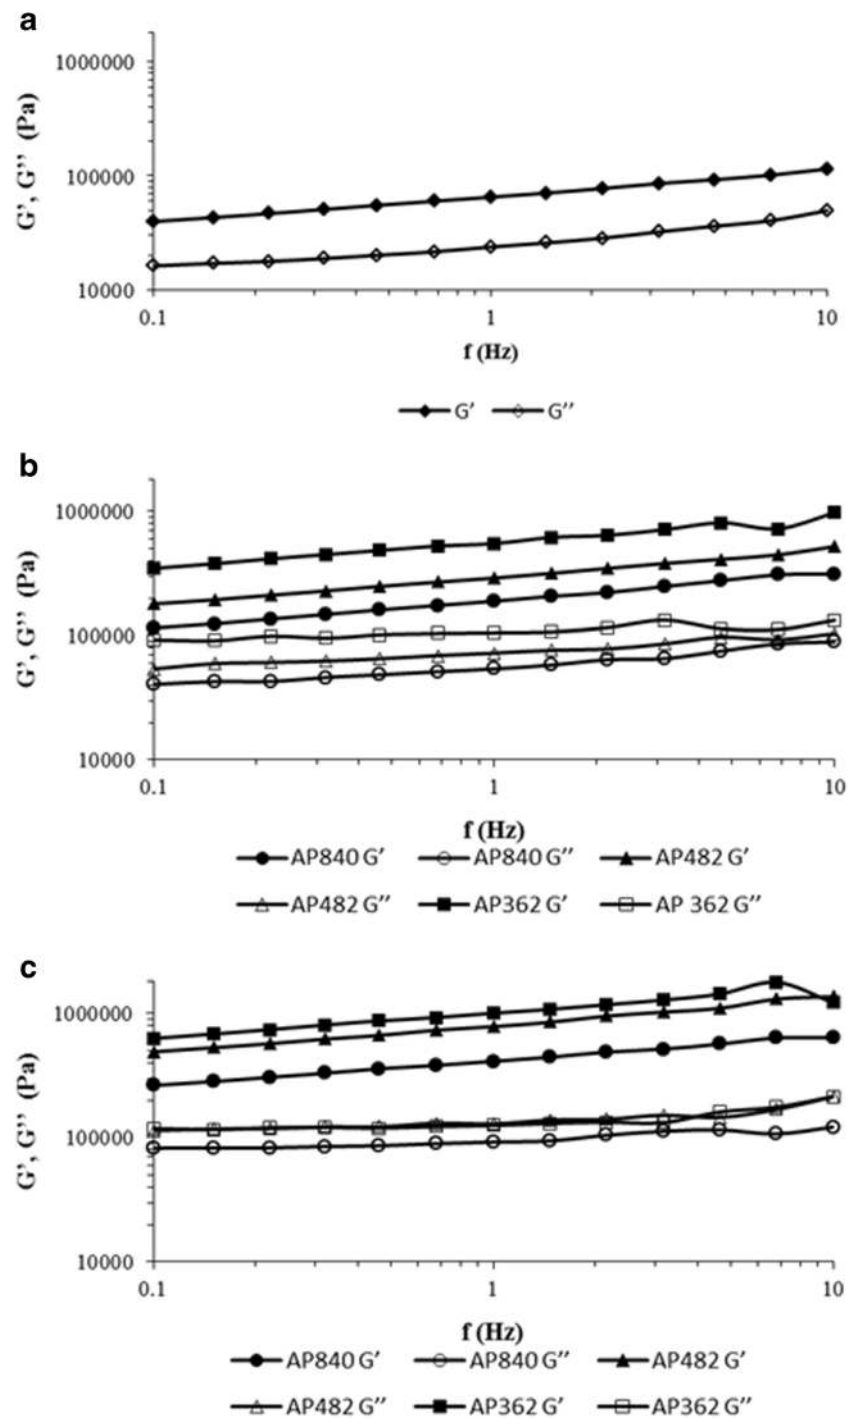 a
G’, G’’ (Pa)
1000000
100000
10000
0.1 1 10
f (Hz)
G’ G’’
b
G’, G’’ (Pa)
1000000
100000
10000
0.1 1 10
f (Hz)
AP840 G’ AP840 G’’ AP482 G’
AP482 G’’ AP362 G’ AP 362 G’’
c
G’, G’’ (Pa)
1000000
100000
10000
0.1 1 10
f (Hz)
AP840 G’ AP840 G’’ AP482 G’
AP482 G’’ AP362 G’ AP362 G’’